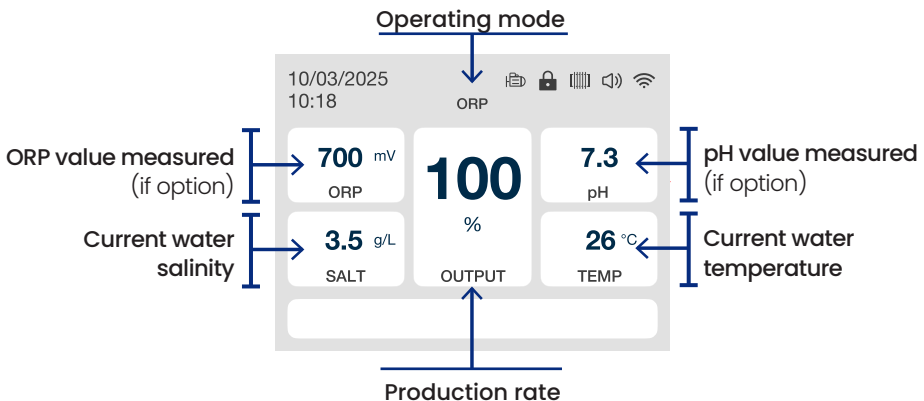 Operating mode
10/03/2025
10:18
ORP
ORP value measured
(if option)
700 mV
ORP
100
%
OUTPUT
7.3
pH
pH value measured
(if option)
Current water
salinity
3.5 g/L
SALT
26 °C
TEMP
Current water
temperature
Production rate